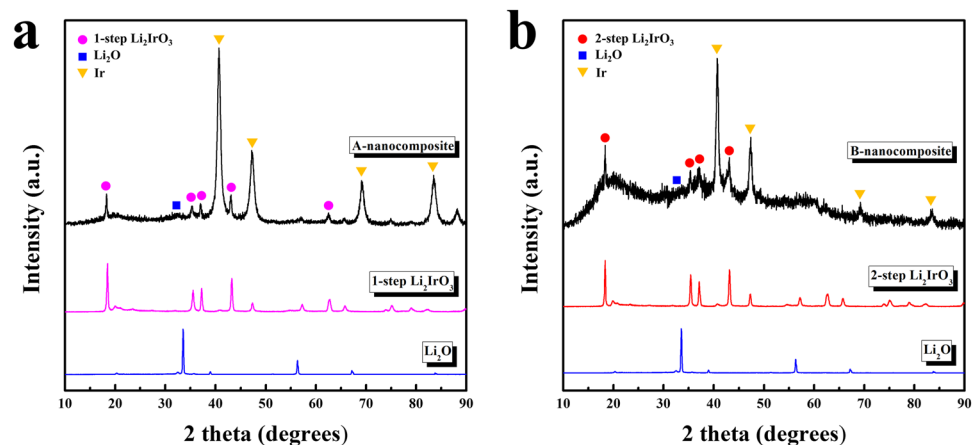 a
1-step Li₂IrO₃
Li₂O
Ir
A-nanocomposite
1-step Li₂IrO₃
Li₂O
Intensity (a.u.)
10 20 30 40 50 60 70 80 90
2 theta (degrees)
b
2-step Li₂IrO₃
Li₂O
Ir
B-nanocomposite
2-step Li₂IrO₃
Li₂O
Intensity (a.u.)
10 20 30 40 50 60 70 80 90
2 theta (degrees)